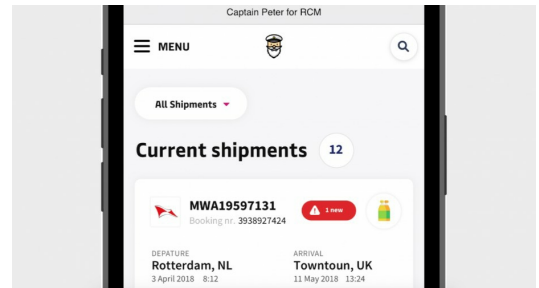 Captain Peter for RCM
MENU
All Shipments
Current shipments 12
MWA19597131
1 new
Booking nr. 3938927424
DEPATURE ARRIVAL
Rotterdam, NL Towntoun, UK
3 April 2018 8:12 11 May 2018 13:24